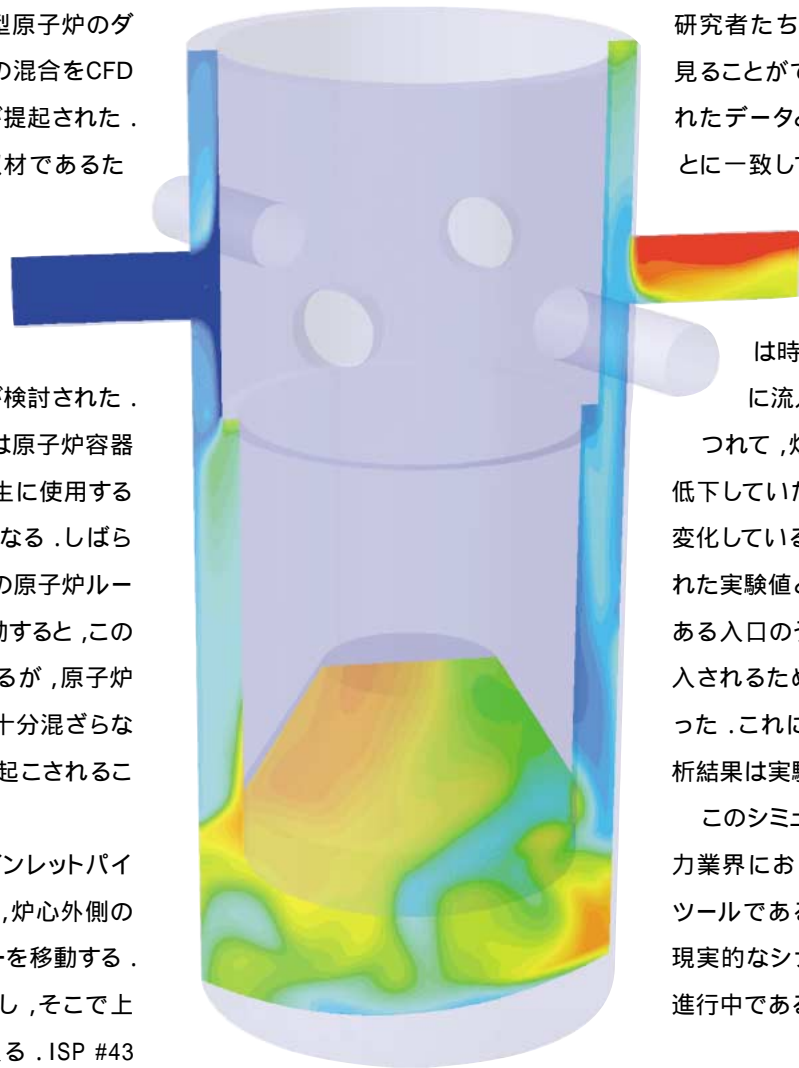 型原子炉のダ
の混合をCFD
が提起された．
材であるた
が検討された．
は原子炉容器
生に使用する
なる．しばら
の原子炉ルー
動すると，この
るが，原子炉
十分混ざらな
起こされるこ
インレットパイ
，炉心外側の
ーを移動する．
し，そこで上
る．ISP #43
研究者たち
見ることがで
れたデータと
とに一致して
は時
に流入
つれて，炉
低下していた
変化している
れた実験値と
ある入口のそ
入されるため
った．これに
析結果は実験
このシミュ
力業界にお
ツールである
現実的なシナ
進行中である